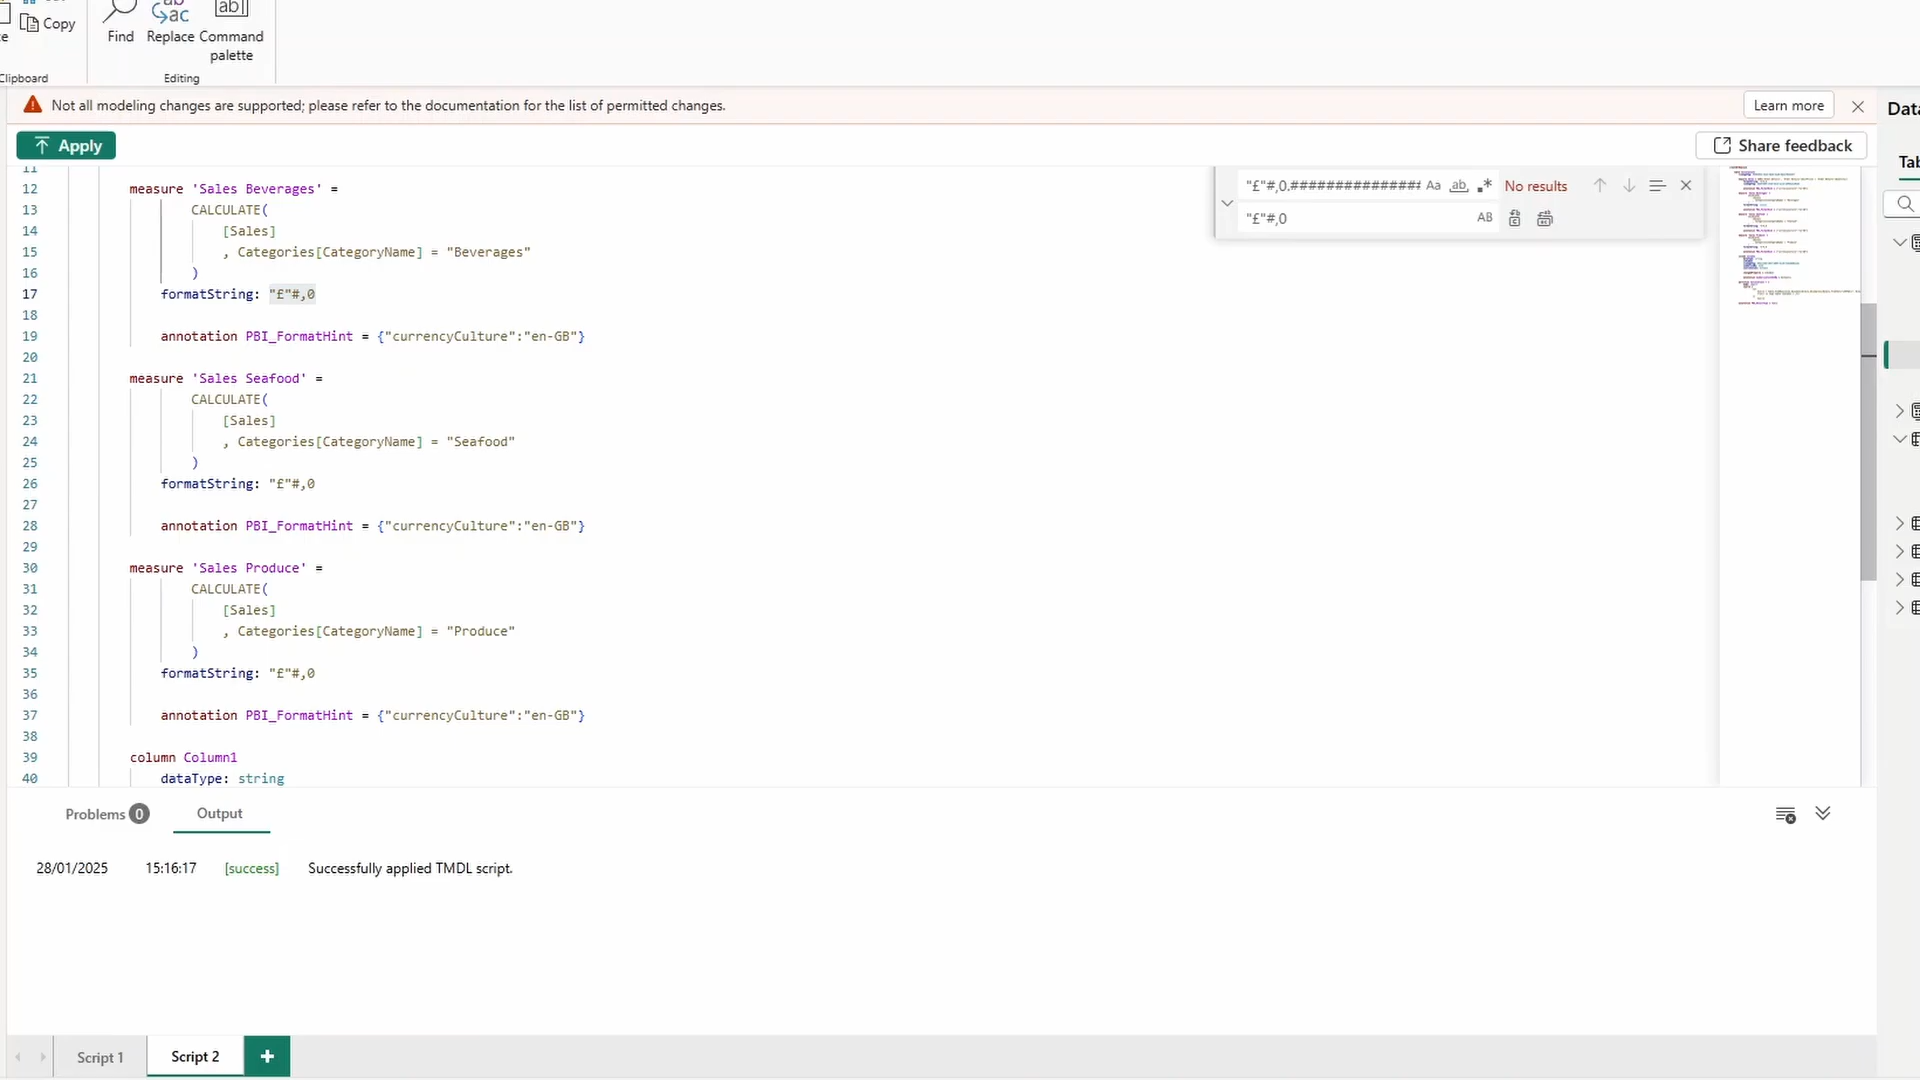 Copy
Find
Replace
Command
palette
Clipboard
Editing
Not all modeling changes are supported; please refer to the documentation for the list of permitted changes.
Learn more
Apply
Share feedback
11
12 measure 'Sales Beverages' =
13 CALCULATE(
14 [Sales]
15 , Categories[CategoryName] = "Beverages"
16 )
17 formatString: "£"#,0
18
19 annotation PBI_FormatHint = {"currencyCulture":"en-GB"}
20
21 measure 'Sales Seafood' =
22 CALCULATE(
23 [Sales]
24 , Categories[CategoryName] = "Seafood"
25 )
26 formatString: "£"#,0
27
28 annotation PBI_FormatHint = {"currencyCulture":"en-GB"}
29
30 measure 'Sales Produce' =
31 CALCULATE(
32 [Sales]
33 , Categories[CategoryName] = "Produce"
34 )
35 formatString: "£"#,0
36
37 annotation PBI_FormatHint = {"currencyCulture":"en-GB"}
38
39 column Column1
40 dataType: string
"£"#,0.############### Aa ab .* No results
"£"#,0 AB
Data
Tab
Problems 0
Output
28/01/2025 15:16:17 [success] Successfully applied TMDL script.
Script 1
Script 2
+